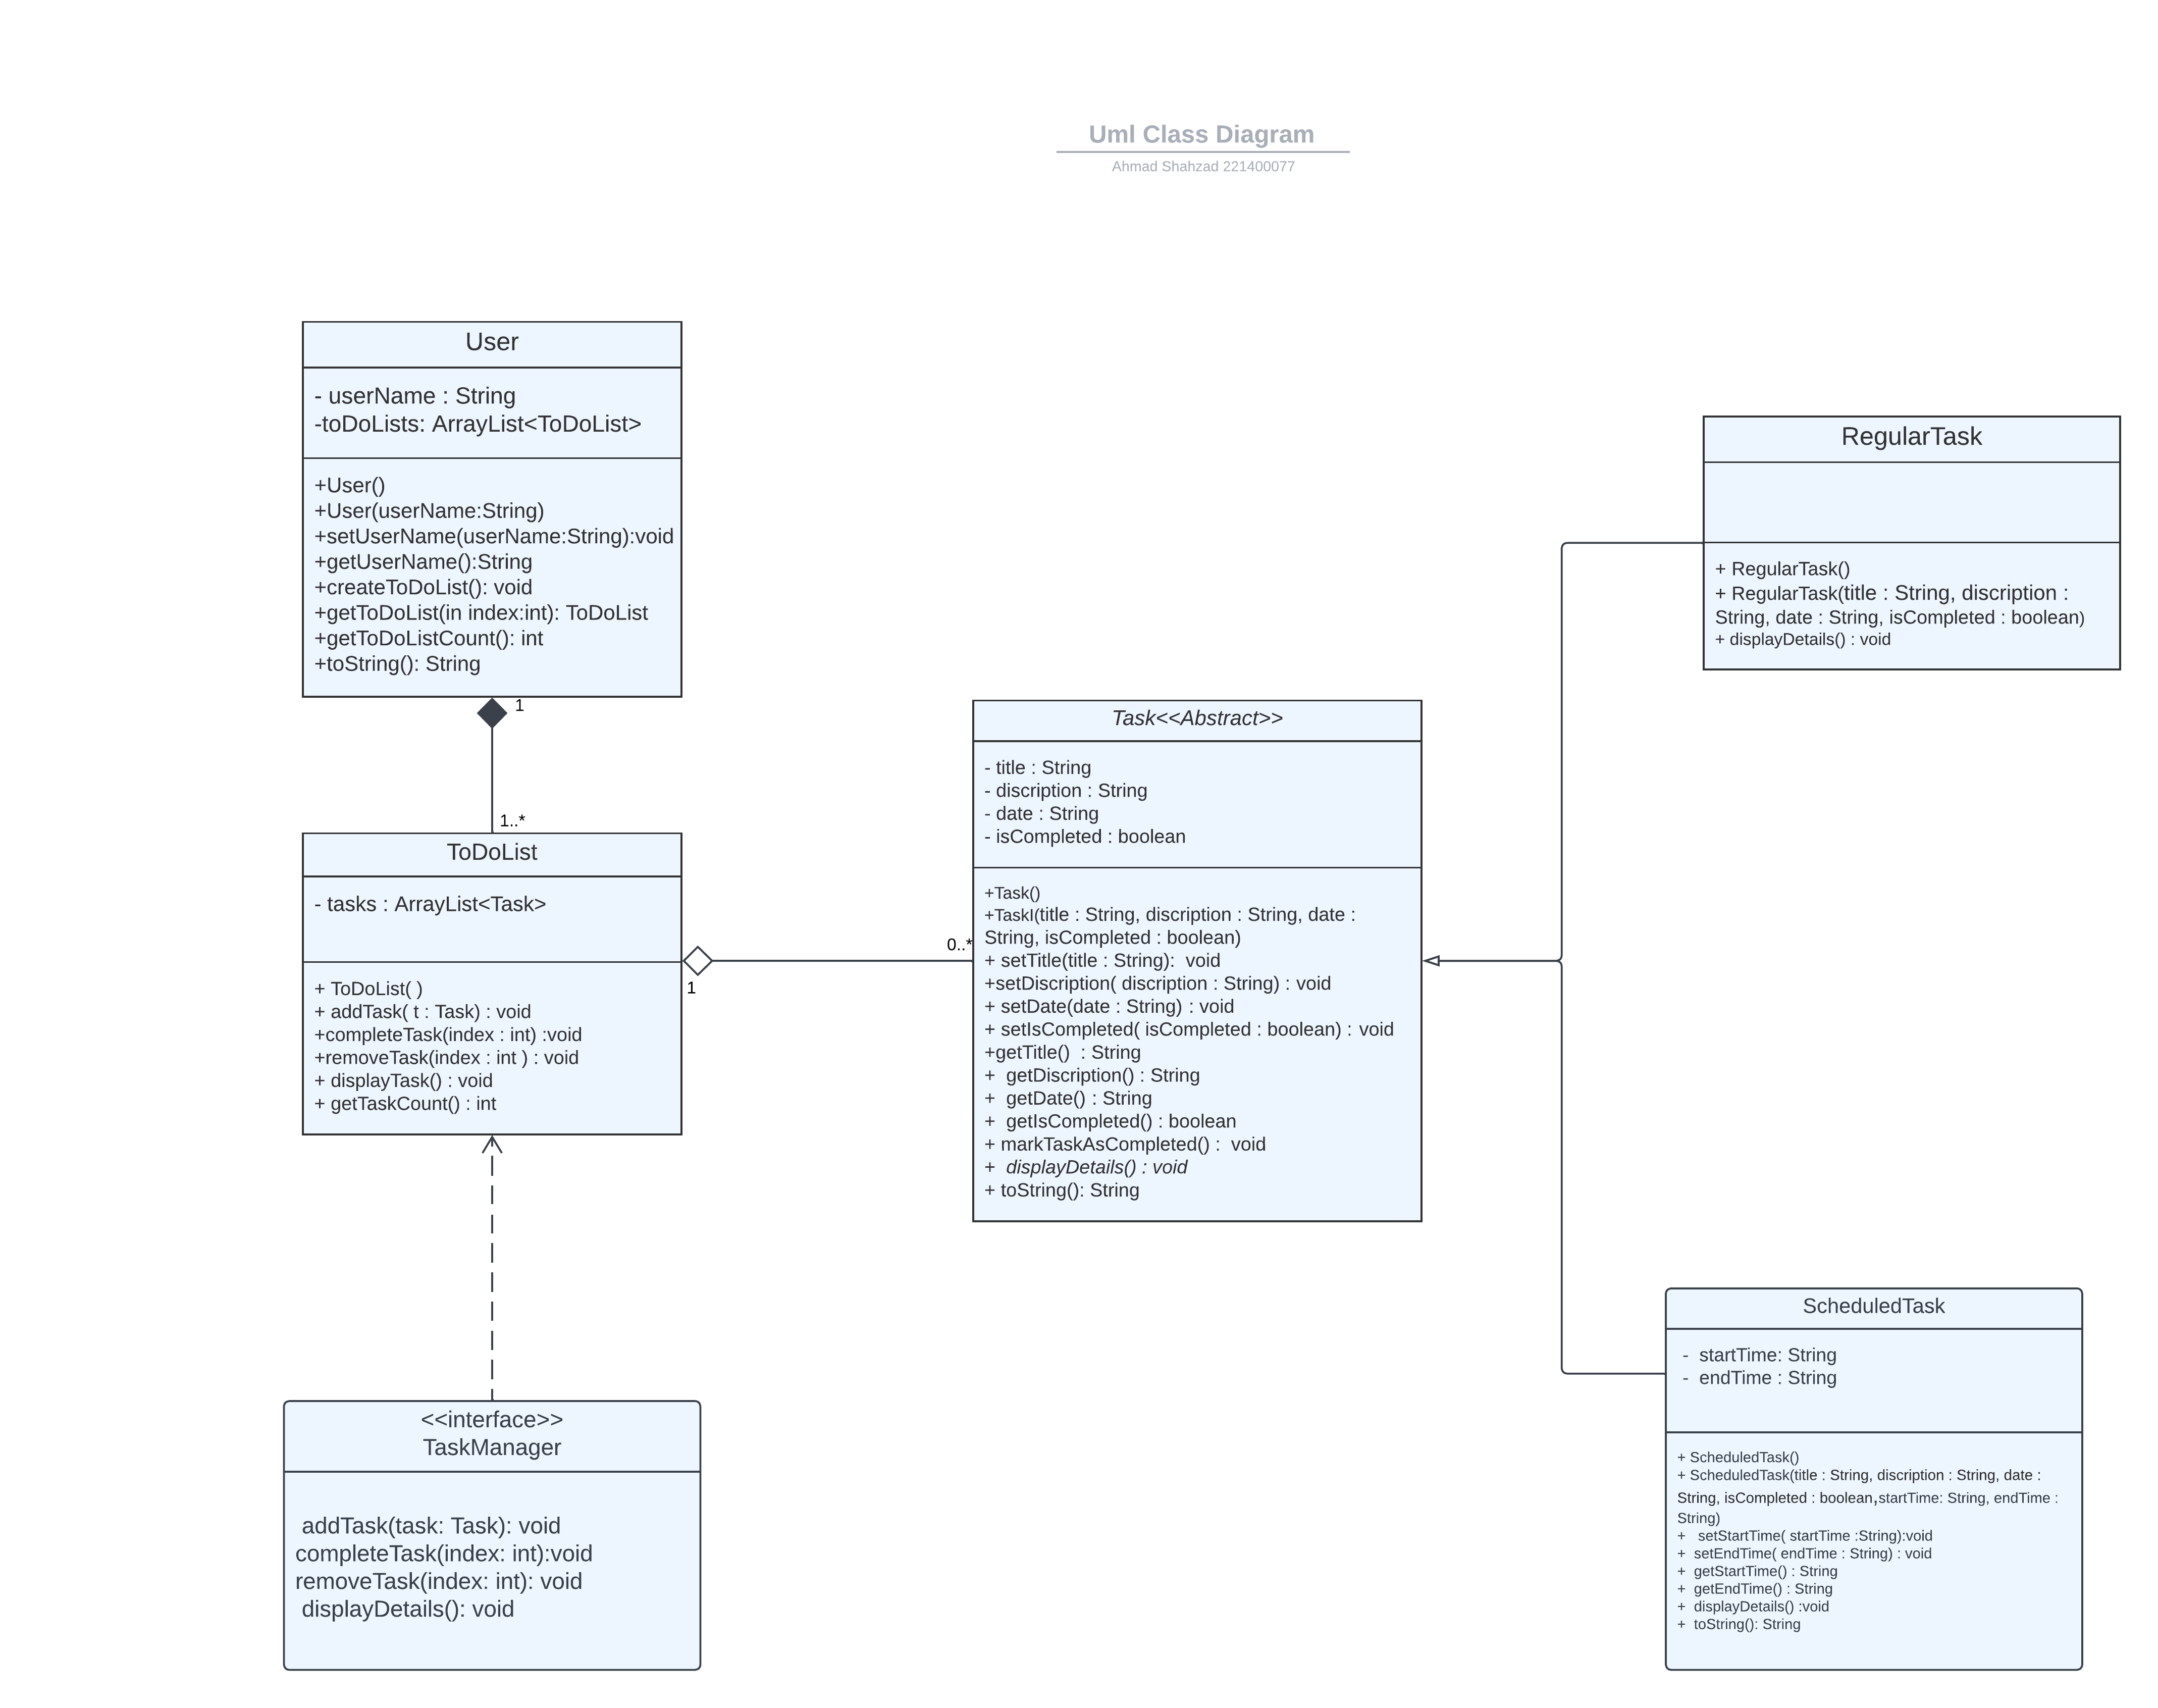 Uml Class Diagram
Ahmad Shahzad 221400077
User
- userName : String
-toDoLists: ArrayList<ToDoList>
+User()
+User(userName:String)
+setUserName(userName:String):void
+getUserName():String
+createToDoList(): void
+getToDoList(in index:int): ToDoList
+getToDoListCount(): int
+toString(): String
1
1..*
ToDoList
- tasks : ArrayList<Task>
+ ToDoList( )
+ addTask( t : Task) : void
+completeTask(index : int) :void
+removeTask(index : int ) : void
+ displayTask() : void
+ getTaskCount() : int
1
0..*
<<interface>>
TaskManager
addTask(task: Task): void
completeTask(index: int):void
removeTask(index: int): void
displayDetails(): void
Task<<Abstract>>
- title : String
- discription : String
- date : String
- isCompleted : boolean
+Task()
+TaskI(title : String, discription : String, date :
String, isCompleted : boolean)
+ setTitle(title : String):  void
+setDiscription( discription : String) : void
+ setDate(date : String) : void
+ setIsCompleted( isCompleted : boolean) : void
+getTitle()  : String
+  getDiscription() : String
+  getDate() : String
+  getIsCompleted() : boolean
+ markTaskAsCompleted() :  void
+  displayDetails() : void
+ toString(): String
RegularTask
+ RegularTask()
+ RegularTask(title : String, discription :
String, date : String, isCompleted : boolean)
+ displayDetails() : void
ScheduledTask
-  startTime: String
-  endTime : String
+ ScheduledTask()
+ ScheduledTask(title : String, discription : String, date :
String, isCompleted : boolean,startTime: String, endTime :
String)
+   setStartTime( startTime :String):void
+  setEndTime( endTime : String) : void
+  getStartTime() : String
+  getEndTime() : String
+  displayDetails() :void
+  toString(): String